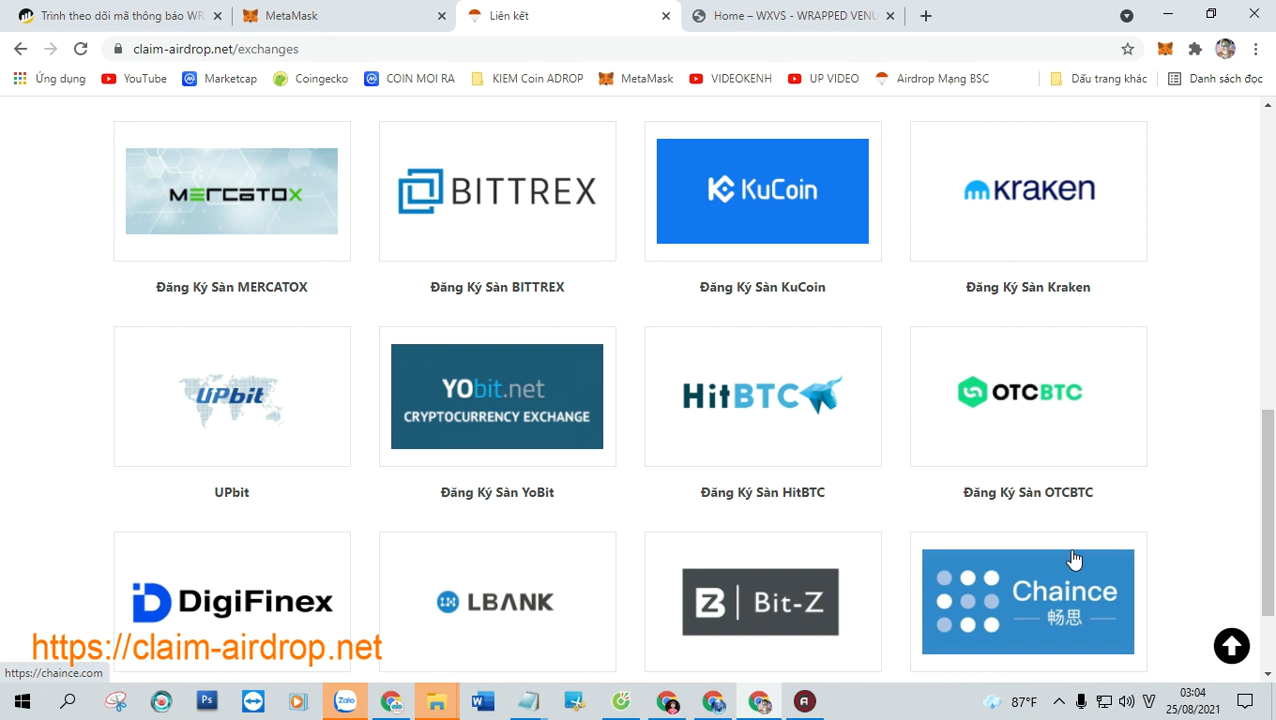 Trình theo dõi mã thông báo WR
MetaMask
Liên kết
Home – WXVS - WRAPPED VENU
claim-airdrop.net/exchanges
Ứng dụng
YouTube
Marketcap
Coingecko
COIN MOI RA
KIEM Coin ADROP
MetaMask
VIDEOKENH
UP VIDEO
Airdrop Mạng BSC
Dấu trang khác
Danh sách đọc
MERCATOX
BITTREX
KuCoin
kraken
Đăng Ký Sàn MERCATOX
Đăng Ký Sàn BITTREX
Đăng Ký Sàn KuCoin
Đăng Ký Sàn Kraken
UPbit
YObit.net
CRYPTOCURRENCY EXCHANGE
HitBTC
OTCBTC
UPbit
Đăng Ký Sàn YoBit
Đăng Ký Sàn HitBTC
Đăng Ký Sàn OTCBTC
DigiFinex
LBANK
Bit-Z
Chaince
畅思
https://claim-airdrop.net
https://chaince.com
Ps
Zalo
87°F
03:04
25/08/2021